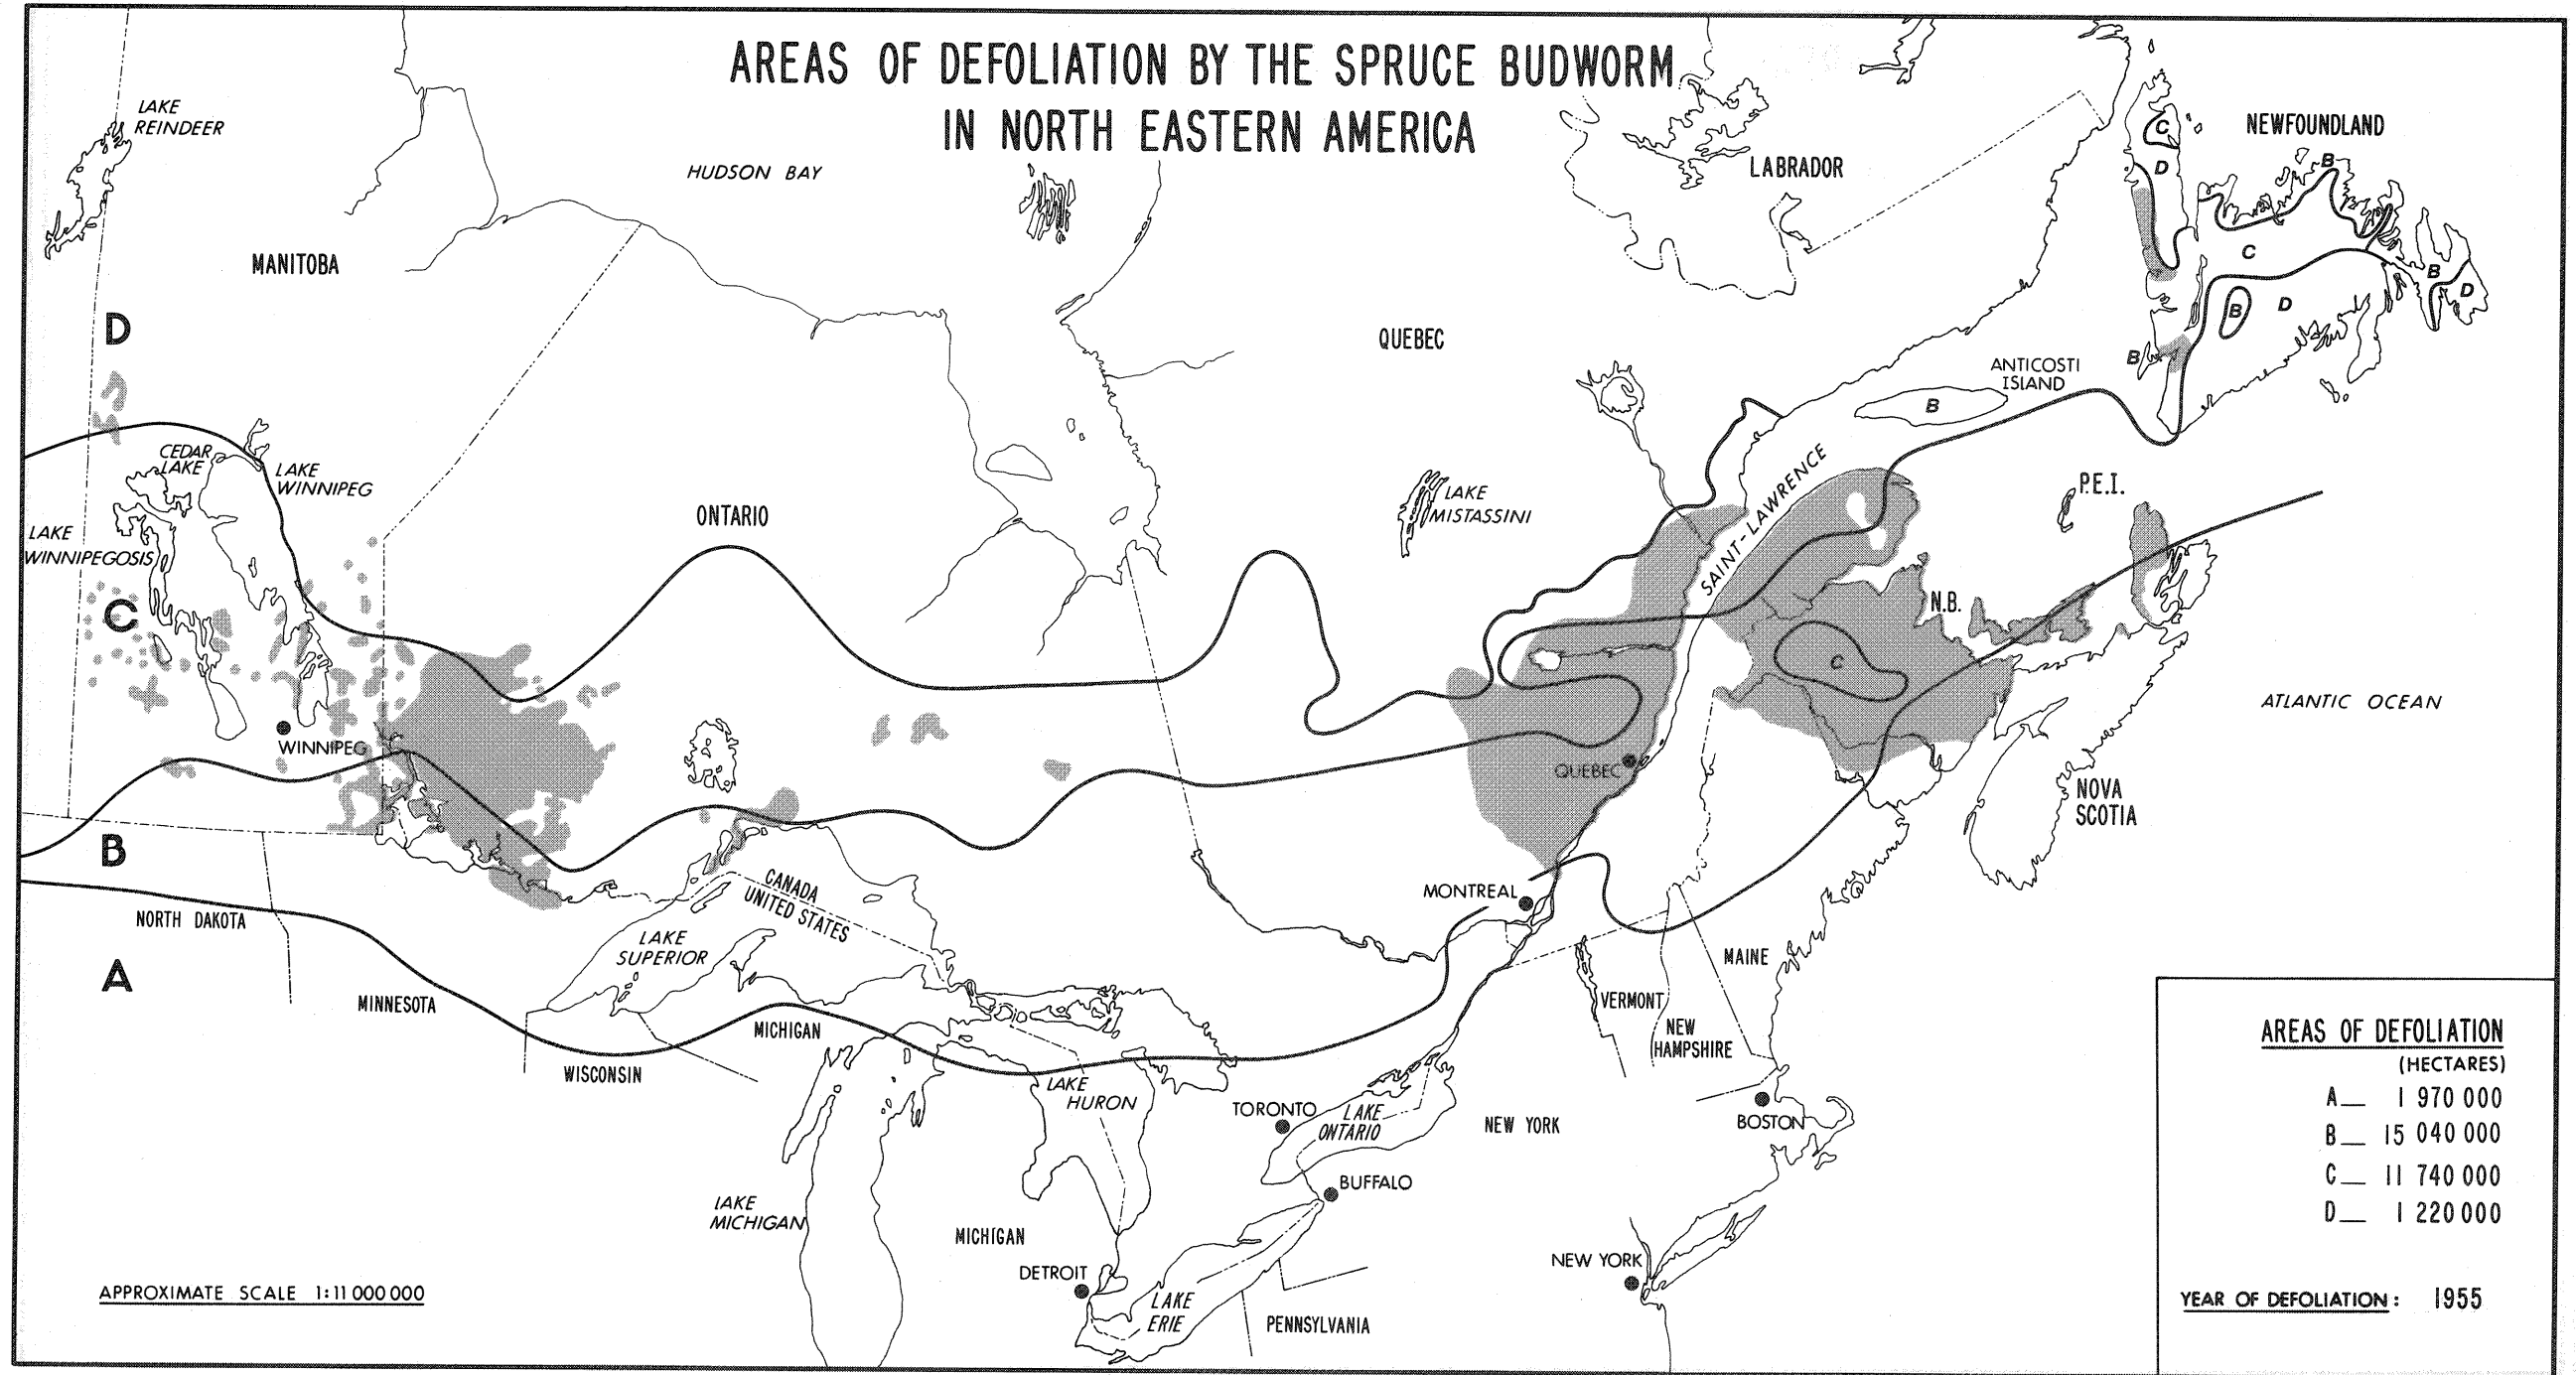 AREAS OF DEFOLIATION BY THE SPRUCE BUDWORM
IN NORTH EASTERN AMERICA
LAKE
REINDEER
HUDSON BAY
MANITOBA
LABRADOR
NEWFOUNDLAND
C
D
B
C
B
D
B
D
B
D
QUEBEC
ANTICOSTI
ISLAND
B
CEDAR
LAKE
LAKE
WINNIPEG
LAKE
WINNIPEGOSIS
ONTARIO
LAKE
MISTASSINI
SAINT-LAWRENCE
P.E.I.
N.B.
C
C
WINNIPEG
QUEBEC
ATLANTIC OCEAN
NOVA
SCOTIA
B
CANADA
UNITED STATES
MONTREAL
NORTH DAKOTA
LAKE
SUPERIOR
A
MAINE
MINNESOTA
MICHIGAN
VERMONT
NEW
HAMPSHIRE
WISCONSIN
LAKE
HURON
TORONTO
LAKE
ONTARIO
NEW YORK
BOSTON
BUFFALO
LAKE
MICHIGAN
MICHIGAN
DETROIT
LAKE
ERIE
PENNSYLVANIA
NEW YORK
APPROXIMATE SCALE 1:11 000 000
AREAS OF DEFOLIATION
(HECTARES)
A__ 1 970 000
B__ 15 040 000
C__ 11 740 000
D__ 1 220 000
YEAR OF DEFOLIATION: 1955